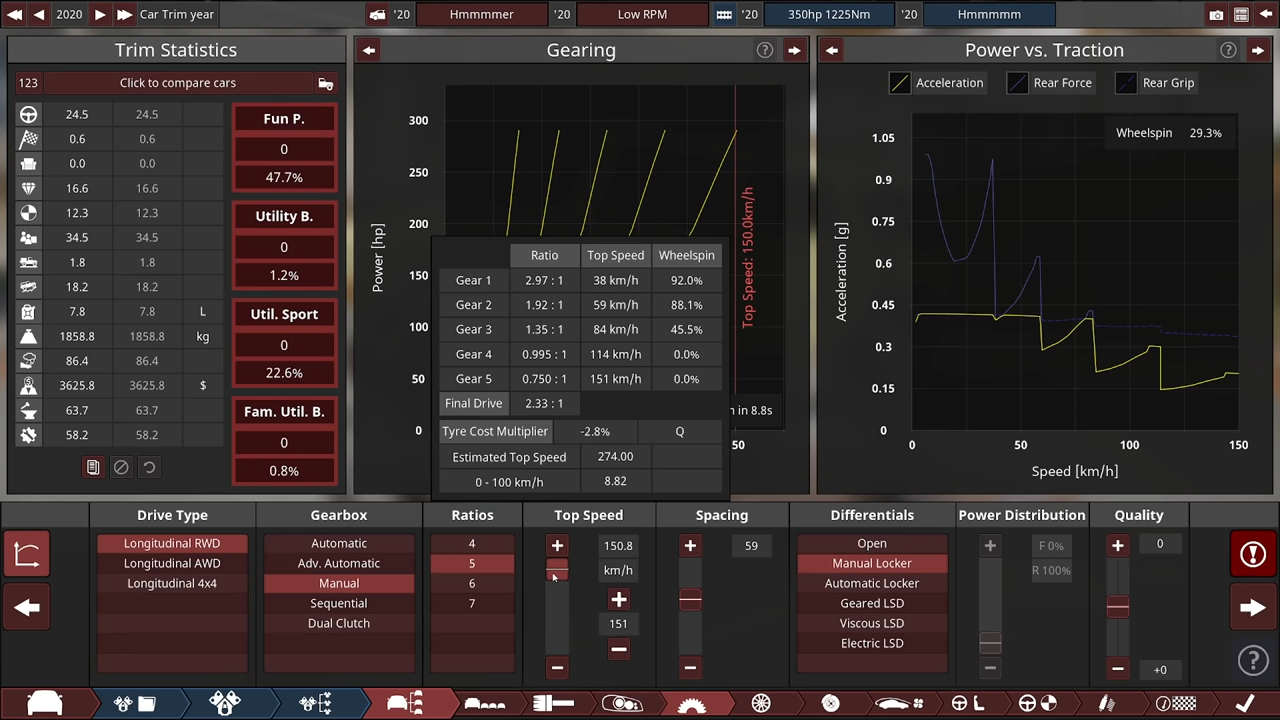 2020 Car Trim year '20 Hmmmmer '20 Low RPM '20 350hp 1225Nm '20 Hmmmmm
Trim Statistics
123 Click to compare cars
24.5 24.5
0.6 0.6
0.0 0.0
16.6 16.6
12.3 12.3
34.5 34.5
1.8 1.8
18.2 18.2
7.8 7.8 L
1858.8 1858.8 kg
86.4 86.4
3625.8 3625.8 $
63.7 63.7
58.2 58.2
Fun P.
0
47.7%
Utility B.
0
1.2%
Util. Sport
0
22.6%
Fam. Util. B.
0
0.8%
Gearing ?
Power [hp]
300
250
200
150
100
50
0
Top Speed: 150.0km/h
n in 8.8s
50
Ratio Top Speed Wheelspin
Gear 1 2.97 : 1 38 km/h 92.0%
Gear 2 1.92 : 1 59 km/h 88.1%
Gear 3 1.35 : 1 84 km/h 45.5%
Gear 4 0.995 : 1 114 km/h 0.0%
Gear 5 0.750 : 1 151 km/h 0.0%
Final Drive 2.33 : 1
Tyre Cost Multiplier -2.8% Q
Estimated Top Speed 274.00
0 - 100 km/h 8.82
Power vs. Traction ?
Acceleration Rear Force Rear Grip
Wheelspin 29.3%
Acceleration [g]
1.05
0.9
0.75
0.6
0.45
0.3
0.15
0
0 50 100 150
Speed [km/h]
Drive Type
Longitudinal RWD
Longitudinal AWD
Longitudinal 4x4
Gearbox
Automatic
Adv. Automatic
Manual
Sequential
Dual Clutch
Ratios
4
5
6
7
Top Speed
+ 150.8
km/h
+
151
- -
Spacing
+ 59
-
Differentials
Open
Manual Locker
Automatic Locker
Geared LSD
Viscous LSD
Electric LSD
Power Distribution
+ F 0%
R 100%
-
Quality
+ 0
- +0
!
?